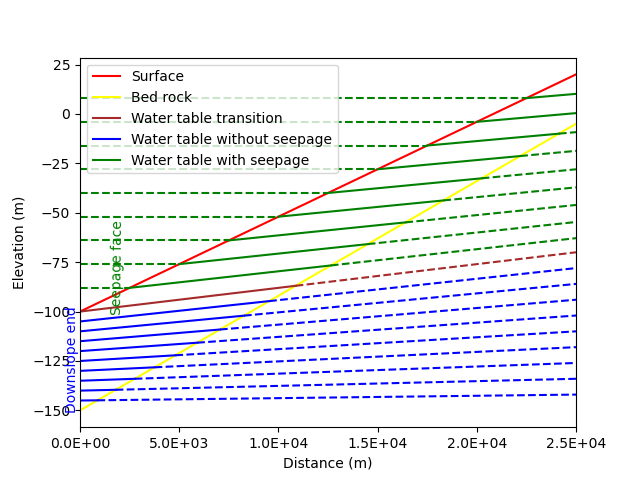 25
0
−25
−50
−75
−100
−125
−150
Elevation (m)
Surface
Bed rock
Water table transition
Water table without seepage
Water table with seepage
Seepage face
Downslope end
0.0E+00
5.0E+03
1.0E+04
1.5E+04
2.0E+04
2.5E+04
Distance (m)